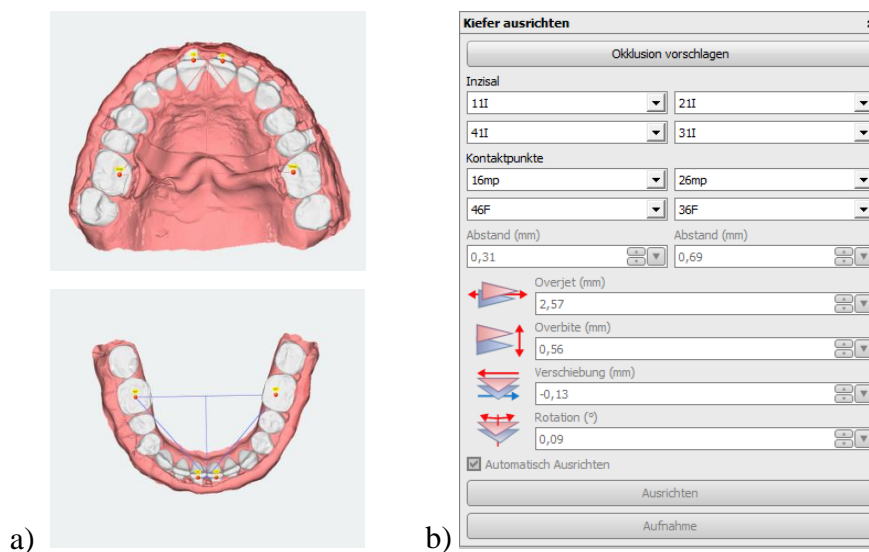 Kiefer ausrichten
Okklusion vorschlagen
Inzisal
11I 21I
41I 31I
Kontaktpunkte
16mp 26mp
46F 36F
Abstand (mm) Abstand (mm)
0,31 0,69
Overjet (mm)
2,57
Overbite (mm)
0,56
Verschiebung (mm)
-0,13
Rotation (°)
0,09
Automatisch Ausrichten
Ausrichten
Aufnahme
a) b)